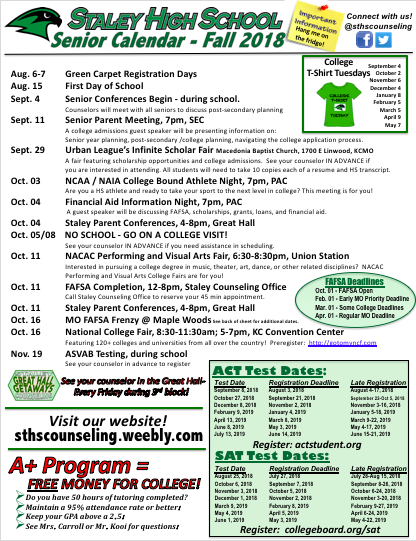 STALEY HIGH SCHOOL
Senior Calendar - Fall 2018
Important Information
Hang me on the fridge!
Connect with us!
@sthscounseling
College
T-Shirt Tuesdays
September 4
October 2
November 6
December 4
January 8
February 5
March 5
April 9
May 7
COLLEGE
T-SHIRT
TUESDAY
Aug. 6-7 Green Carpet Registration Days
Aug. 15 First Day of School
Sept. 4 Senior Conferences Begin - during school.
Counselors will meet with all seniors to discuss post-secondary planning
Sept. 11 Senior Parent Meeting, 7pm, SEC
A college admissions guest speaker will be presenting information on:
Senior year planning, post-secondary/college planning, navigating the college application process.
Sept. 29 Urban League's Infinite Scholar Fair Macedonia Baptist Church, 1700 E Linwood, KCMO
A fair featuring scholarship opportunities and college admissions. See your counselor IN ADVANCE if
you are interested in attending. All students will need to take 10 copies each of a resume and HS transcript.
Oct. 03 NCAA / NAIA College Bound Athlete Night, 7pm, PAC
Are you a HS athlete and ready to take your sport to the next level in college? This meeting is for you!
Oct. 04 Financial Aid Information Night, 7pm, PAC
A guest speaker will be discussing FAFSA, scholarships, grants, loans, and financial aid.
Oct. 04 Staley Parent Conferences, 4-8pm, Great Hall
Oct. 05/08 NO SCHOOL - GO ON A COLLEGE VISIT!
See your counselor IN ADVANCE if you need assistance in scheduling.
Oct. 11 NACAC Performing and Visual Arts Fair, 6:30-8:30pm, Union Station
Interested in pursuing a college degree in music, theater, art, dance, or other related disciplines? NACAC
Performing and Visual Arts College Fairs are for you!
Oct. 11 FAFSA Completion, 12-8pm, Staley Counseling Office
Call Staley Counseling Office to reserve your 45 min appointment.
Oct. 11 Staley Parent Conferences, 4-8pm, Great Hall
Oct. 16 MO FAFSA Frenzy @ Maple Woods See back of sheet for additional dates.
Oct. 16 National College Fair, 8:30-11:30am; 5-7pm, KC Convention Center
Featuring 120+ colleges and universities from all over the country! Preregister: http://gotomyncf.com
Nov. 19 ASVAB Testing, during school
See your counselor in advance to register
FAFSA Deadlines
Oct. 01 - FAFSA Open
Feb. 01 - Early MO Priority Deadline
Mar. 01 - Some College Deadlines
Apr. 01 - Regular MO Deadline
GREAT HALL
GETAWAYS
See your counselor in the Great Hall-
Every Friday during 3rd block!
Visit our website!
sthscounseling.weebly.com
A+ Program =
FREE MONEY FOR COLLEGE!
Do you have 50 hours of tutoring completed?
Maintain a 95% attendance rate or better;
Keep your GPA above a 2.5;
See Mrs. Carroll or Mr. Kooi for questions;
ACT Test Dates:
Test Date Registration Deadline Late Registration
September 8, 2018 August 3, 2018 August 4-17, 2018
October 27, 2018 September 21, 2018 September 22-Oct 5, 2018
December 8, 2018 November 2, 2018 November 3-16, 2018
February 9, 2019 January 4, 2019 January 5-18, 2019
April 13, 2019 March 8, 2019 March 9-22, 2019
June 8, 2019 May 3, 2019 May 4-17, 2019
July 13, 2019 June 14, 2019 June 15-21, 2019
Register: actstudent.org
SAT Test Dates:
Test Date Registration Deadline Late Registration
August 25, 2018 July 27, 2018 July 28-Aug 15, 2018
October 6, 2018 September 7, 2018 September 8-26, 2018
November 3, 2018 October 5, 2018 October 6-24, 2018
December 1, 2018 November 2, 2018 November 3-20, 2018
March 9, 2019 February 8, 2019 February 9-27, 2019
May 4, 2019 April 5, 2019 April 6-24, 2019
June 1, 2019 May 3, 2019 May 4-22, 2019
Register: collegeboard.org/sat